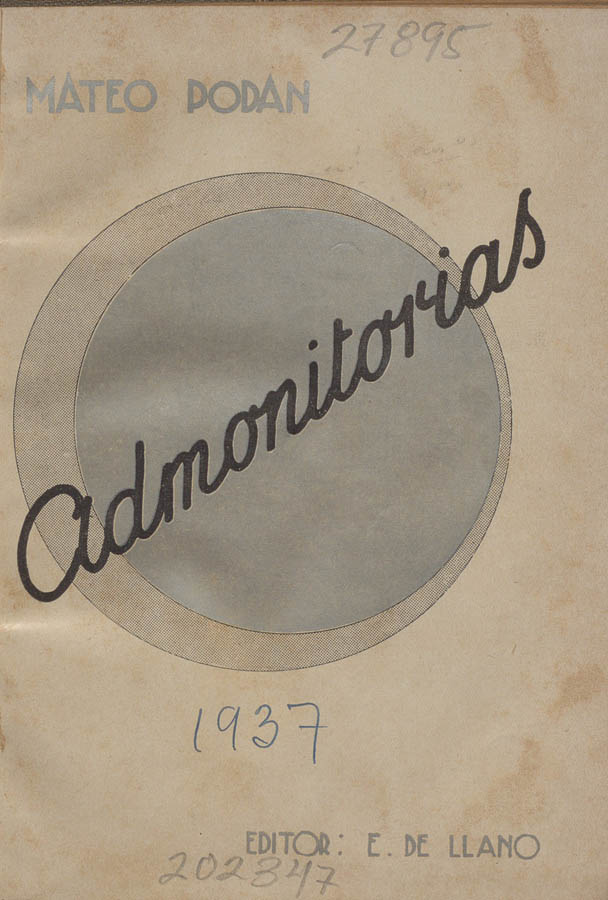 27895
MATEO PODAN
Admonitorias
1937
EDITOR: E. DE LLANO
202347